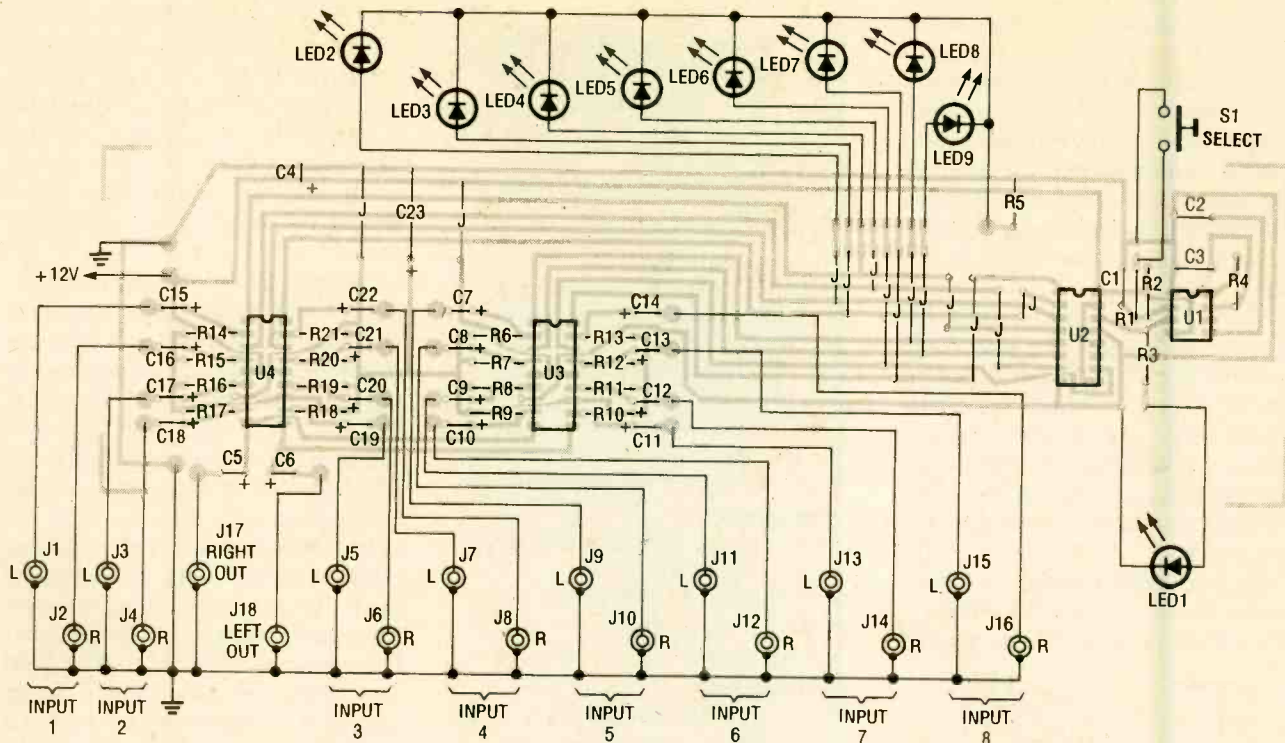 LED2
LED3
LED4
LED5
LED6
LED7
LED8
LED9
S1
SELECT
C4
+
J
C23
+
J
R5
C2
C3
R4
C1
R2
R1
U1
R3
U2
+12V
C15
+
C22
+
C7
+
C14
+
R14
R21
C21
C8
R6
R13
C13
C16
+
R15
R20
+
+
R7
R12
+
U4
U3
C17
+
R16
R19
C20
C9
R8
R11
C12
R17
R18
+
+
R9
R10
+
C18
+
C19
+
C10
+
C11
+
J
J
J
J
J
J
J
J
J
J
J
J
C5
+
C6
+
J1
L
J3
L
J17
RIGHT
OUT
J5
L
J7
L
J9
L
J11
L
J13
L
J15
L
LED1
J2
R
J4
R
J18
LEFT
OUT
J6
R
J8
R
J10
R
J12
R
J14
R
J16
R
INPUT
1
INPUT
2
INPUT
3
INPUT
4
INPUT
5
INPUT
6
INPUT
7
INPUT
8